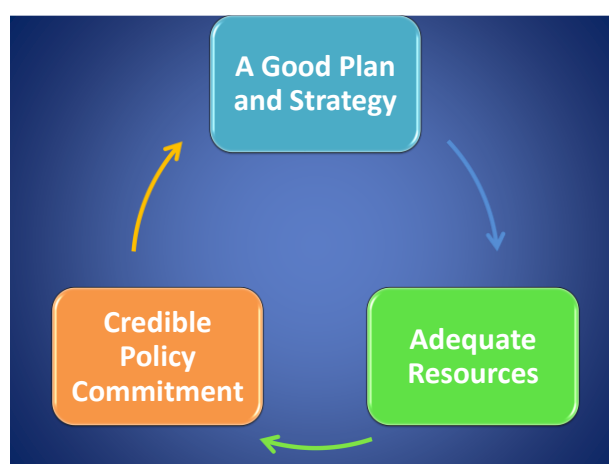 A Good Plan
and Strategy
Credible
Policy
Commitment
Adequate
Resources